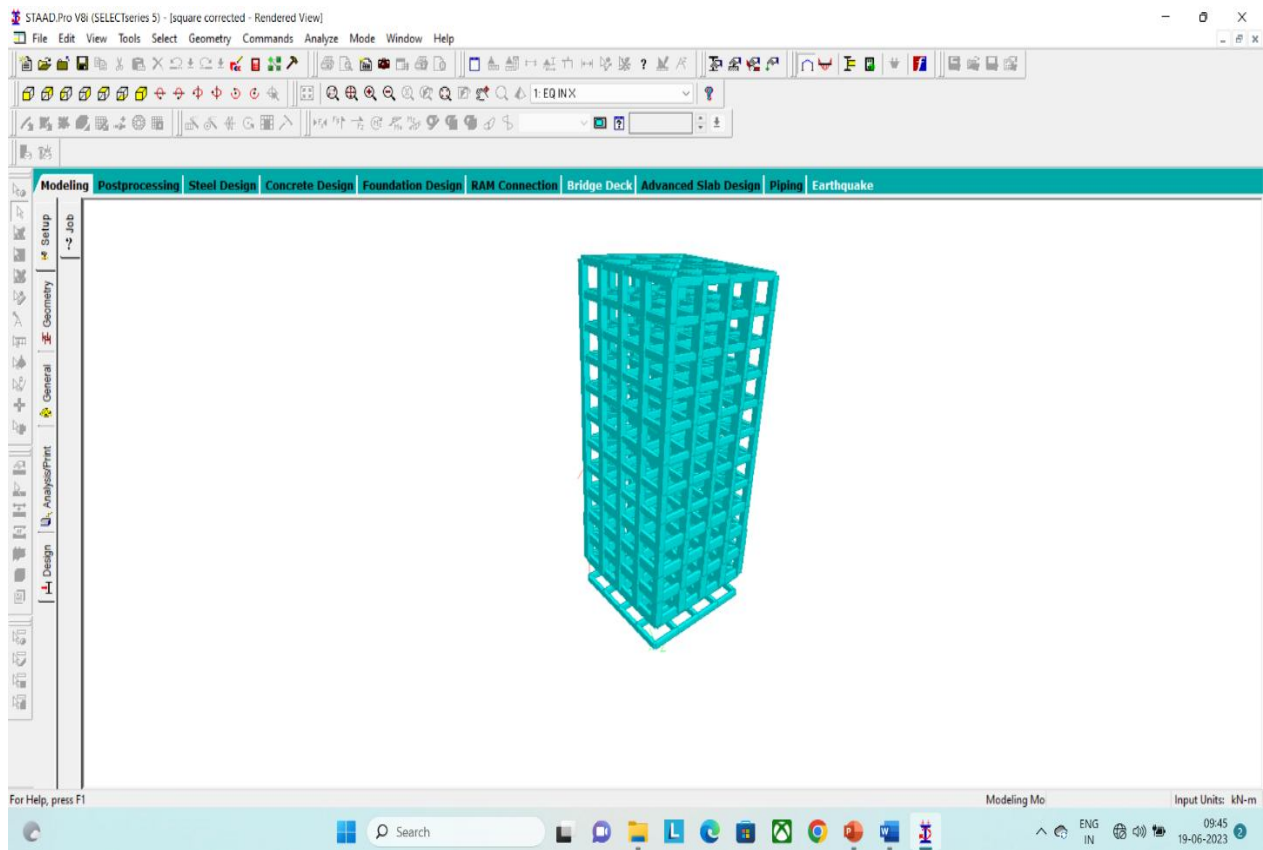 STAAD.Pro V8i (SELECTseries 5) - [square corrected - Rendered View]
File Edit View Tools Select Geometry Commands Analyze Mode Window Help
1: EQ IN X
Modeling Postprocessing Steel Design Concrete Design Foundation Design RAM Connection Bridge Deck Advanced Slab Design Piping Earthquake
Setup
? Job
Geometry
General
Analysis/Print
Design
For Help, press F1
Modeling Mo
Input Units: kN-m
Search
ENG
IN
09:45
19-06-2023
2